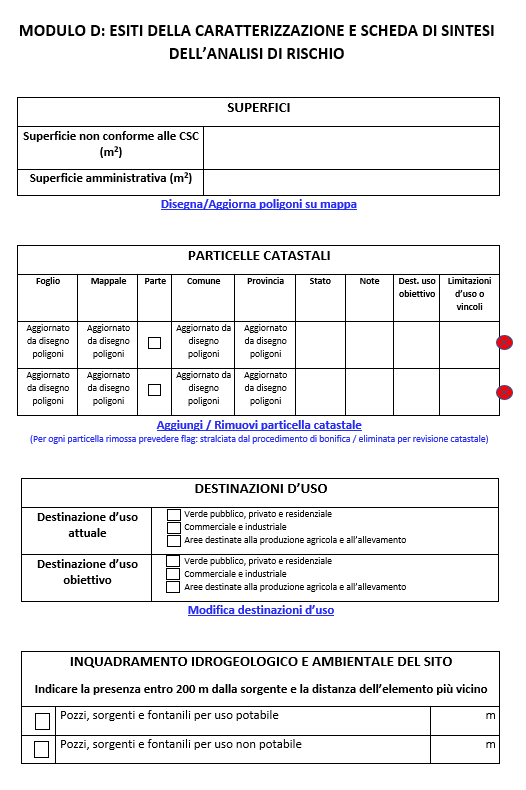 MODULO D: ESITI DELLA CARATTERIZZAZIONE E SCHEDA DI SINTESI
DELL'ANALISI DI RISCHIO
SUPERFICI
Superficie non conforme alle CSC
(m²)
Superficie amministrativa (m²)
Disegna/Aggiorna poligoni su mappa
PARTICELLE CATASTALI
Foglio Mappale Parte Comune Provincia Stato Note Dest. uso Limitazioni
obiettivo d'uso o
vincoli
Aggiornato Aggiornato Aggiornato da Aggiornato
da disegno da disegno disegno da disegno
poligoni poligoni poligoni poligoni
Aggiornato Aggiornato Aggiornato da Aggiornato
da disegno da disegno disegno da disegno
poligoni poligoni poligoni poligoni
Aggiungi / Rimuovi particella catastale
(Per ogni particella rimossa prevedere flag: stralciata dal procedimento di bonifica / eliminata per revisione catastale)
DESTINAZIONI D'USO
Destinazione d'uso
attuale
Verde pubblico, privato e residenziale
Commerciale e industriale
Aree destinate alla produzione agricola e all'allevamento
Destinazione d'uso
obiettivo
Verde pubblico, privato e residenziale
Commerciale e industriale
Aree destinate alla produzione agricola e all'allevamento
Modifica destinazioni d'uso
INQUADRAMENTO IDROGEOLOGICO E AMBIENTALE DEL SITO
Indicare la presenza entro 200 m dalla sorgente e la distanza dell'elemento più vicino
Pozzi, sorgenti e fontanili per uso potabile m
Pozzi, sorgenti e fontanili per uso non potabile m